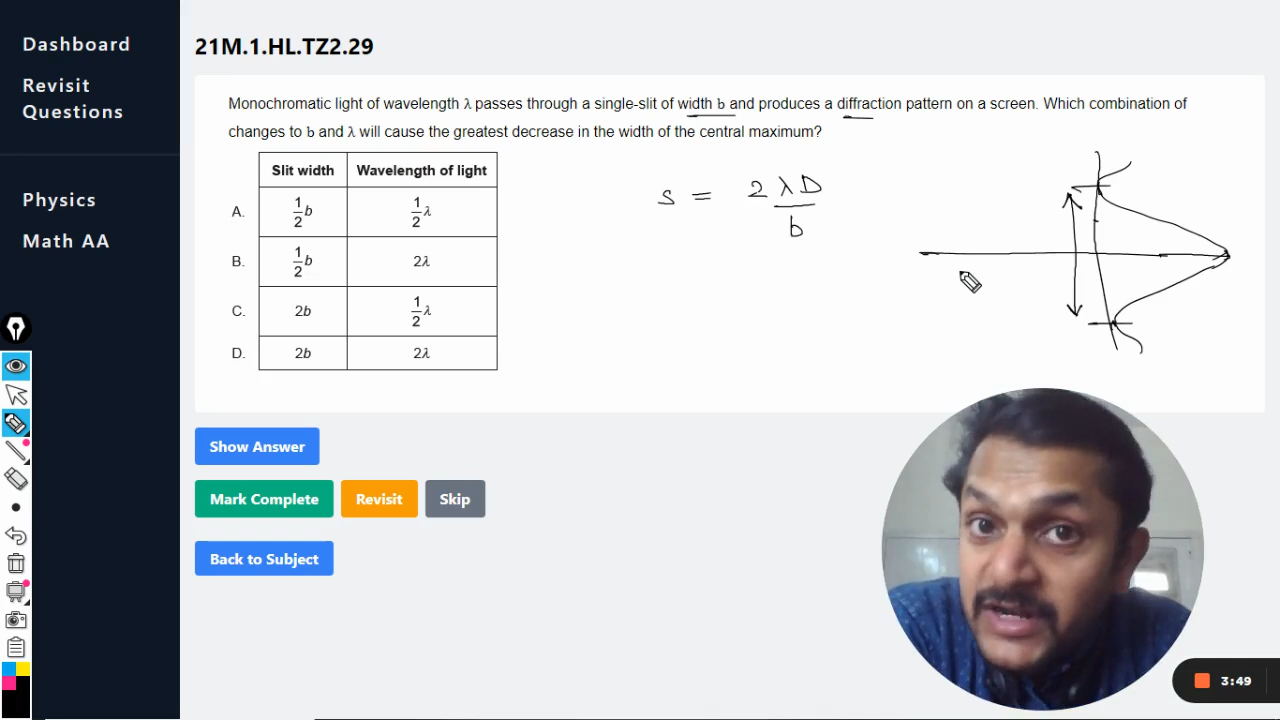 Dashboard
Revisit
Questions
Physics
Math AA
21M.1.HL.TZ2.29
Monochromatic light of wavelength λ passes through a single-slit of width b and produces a diffraction pattern on a screen. Which combination of
changes to b and λ will cause the greatest decrease in the width of the central maximum?
Slit width Wavelength of light
A. 1/2 b 1/2 λ
B. 1/2 b 2λ
C. 2b 1/2 λ
D. 2b 2λ
s = 2 λD/b
Show Answer
Mark Complete Revisit Skip
Back to Subject
3:49